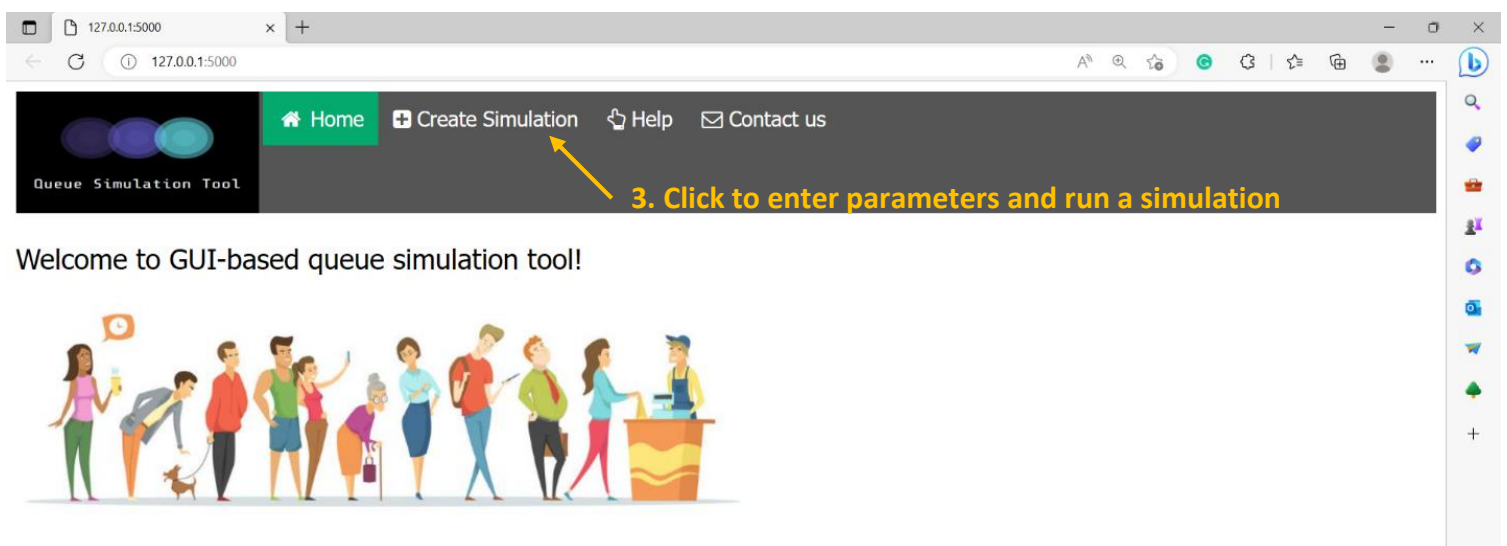 127.0.0.1:5000
127.0.0.1:5000
Home Create Simulation Help Contact us
Queue Simulation Tool
3. Click to enter parameters and run a simulation
Welcome to GUI-based queue simulation tool!